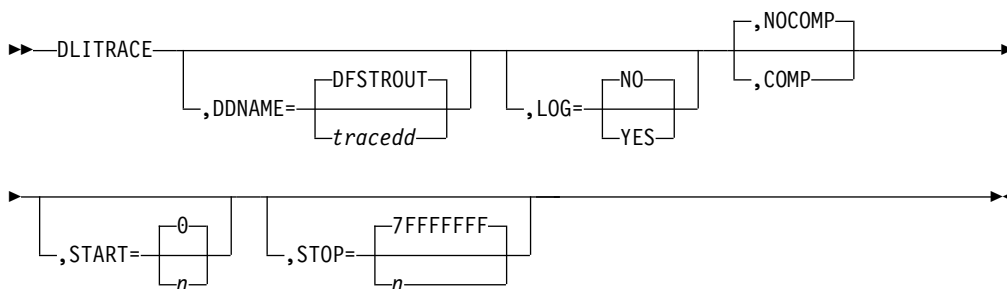 ,NOCOMP
DLITRACE
DFSTROUT NO ,COMP
,DDNAME= ,LOG=
tracedd YES
0 7FFFFFFF
,START= ,STOP=
n n